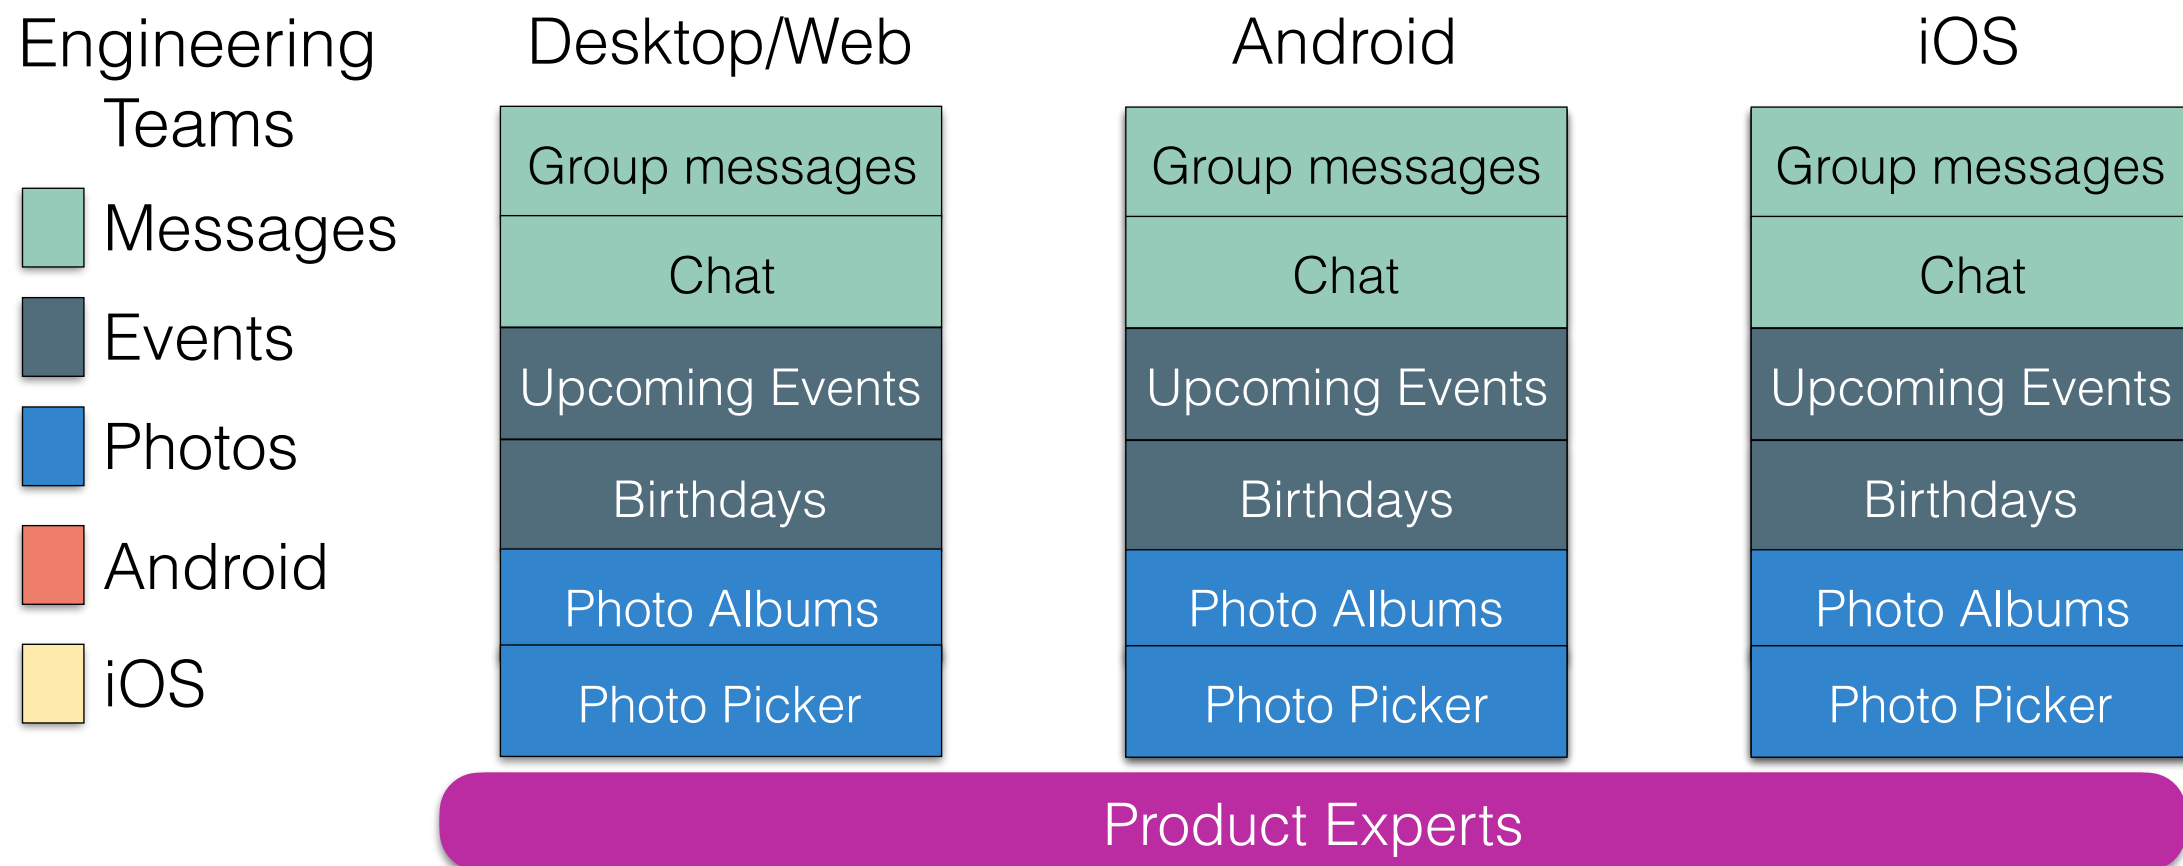 Engineering
Teams
Messages
Events
Photos
Android
iOS
Desktop/Web
Group messages
Chat
Upcoming Events
Birthdays
Photo Albums
Photo Picker
Android
Group messages
Chat
Upcoming Events
Birthdays
Photo Albums
Photo Picker
iOS
Group messages
Chat
Upcoming Events
Birthdays
Photo Albums
Photo Picker
Product Experts